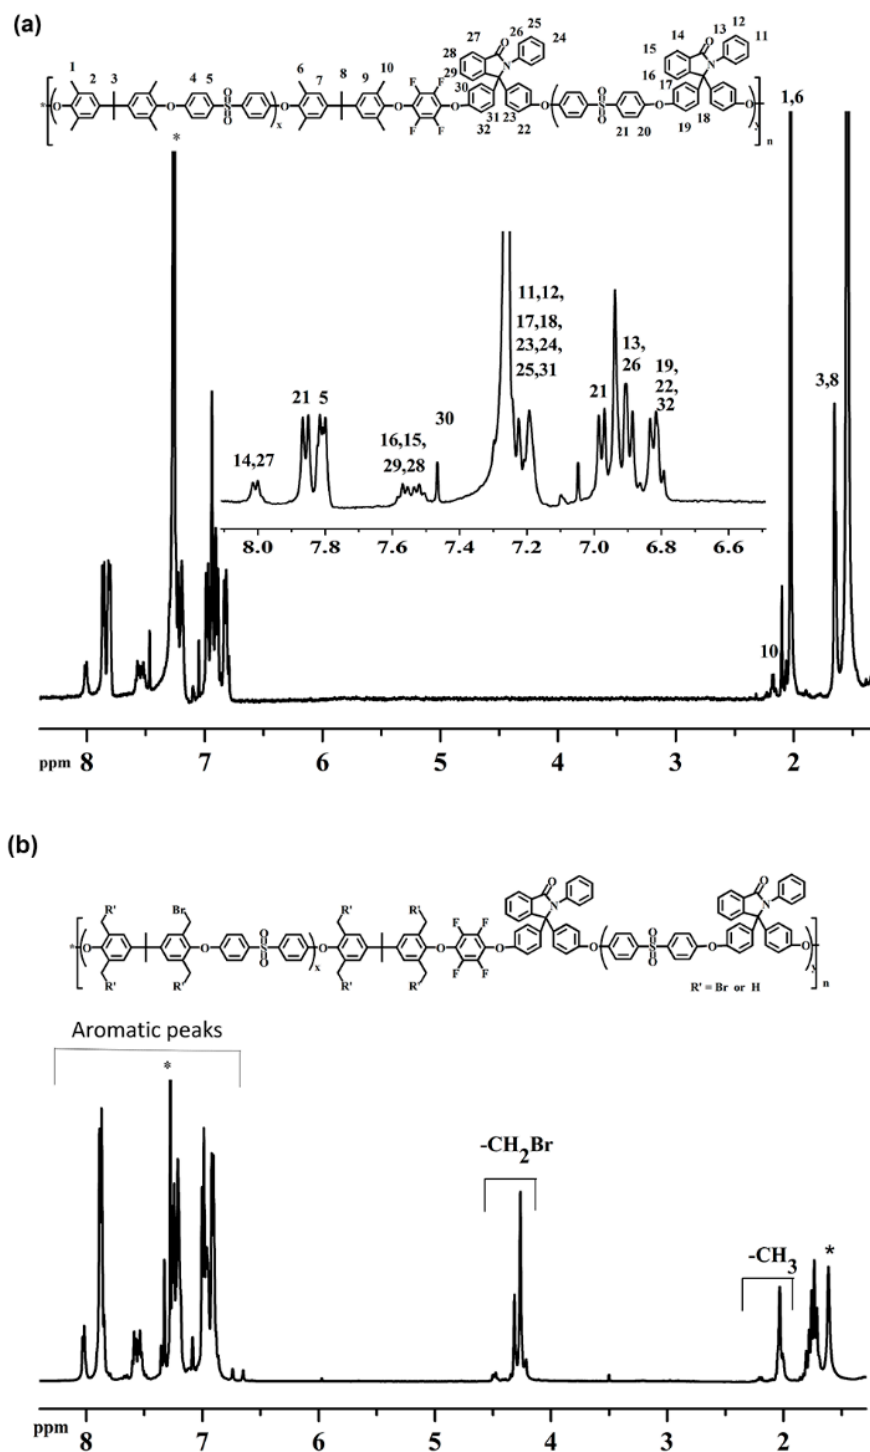 (a)
25
26
24
12
13
11
27
14
28
15
29
16
O
O
N
N
1
2
3
4
5
6
7
8
9
10
F
F
30
17
*
O
O
S
O
O
x
O
O
F
F
O
31
23
O
S
O
O
O
18
O
y
n
32
22
21
20
19
1,6
*
11,12,
17,18,
23,24,
25,31
13,
26
19,
22,
32
3,8
21
5
30
21
16,15,
29,28
14,27
8.0
7.8
7.6
7.4
7.2
7.0
6.8
6.6
10
ppm
8
7
6
5
4
3
2
(b)
O
O
N
N
R'
Br
R'
R'
F
F
*
O
O
S
O
O
x
O
O
F
F
O
O
S
O
O
O
O
y
n
R'
R'
R'
R'
R' = Br or H
Aromatic peaks
*
-CH2Br
-CH3
*
ppm
8
7
6
5
4
3
2